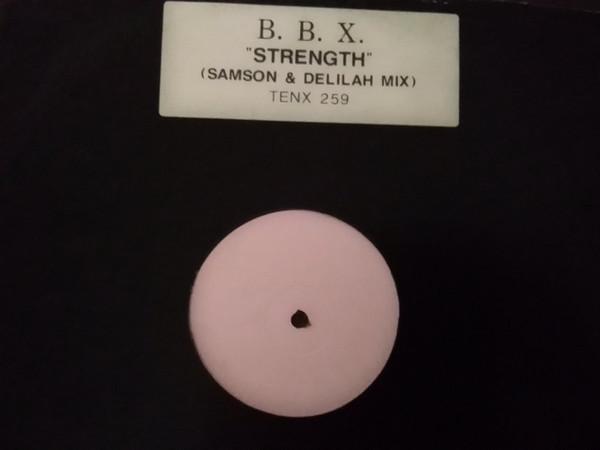 B. B. X.
"STRENGTH"
(SAMSON & DELILAH MIX)
TENX 259